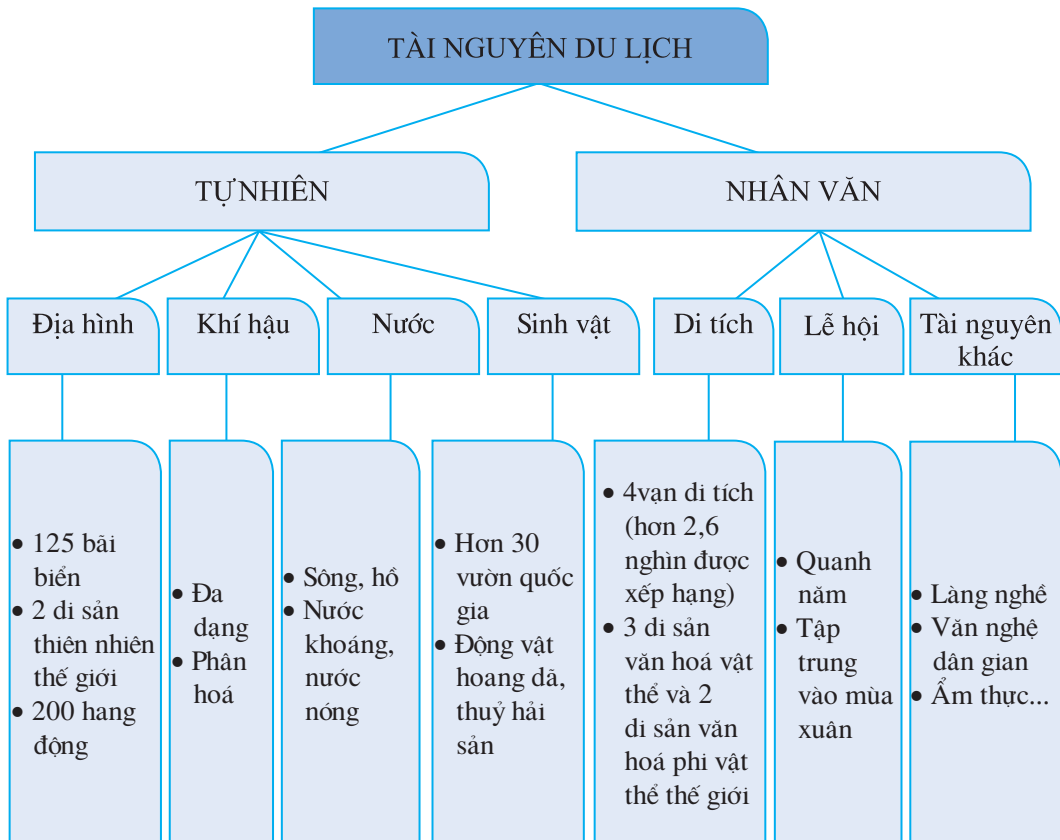 TÀI NGUYÊN DU LỊCH
TỰ NHIÊN
NHÂN VĂN
Địa hình
Khí hậu
Nước
Sinh vật
Di tích
Lễ hội
Tài nguyên
khác
• 125 bãi
biển
• 2 di sản
thiên nhiên
thế giới
• 200 hang
động
• Đa
dạng
• Phân
hoá
• Sông, hồ
• Nước
khoáng,
nước
nóng
• Hơn 30
vườn quốc
gia
• Động vật
hoang dã,
thuỷ hải
sản
• 4vạn di tích
(hơn 2,6
nghìn được
xếp hạng)
• 3 di sản
văn hoá vật
thể và 2
di sản văn
hoá phi vật
thể thế giới
• Quanh
năm
• Tập
trung
vào mùa
xuân
• Làng nghề
• Văn nghệ
dân gian
• Ẩm thực...